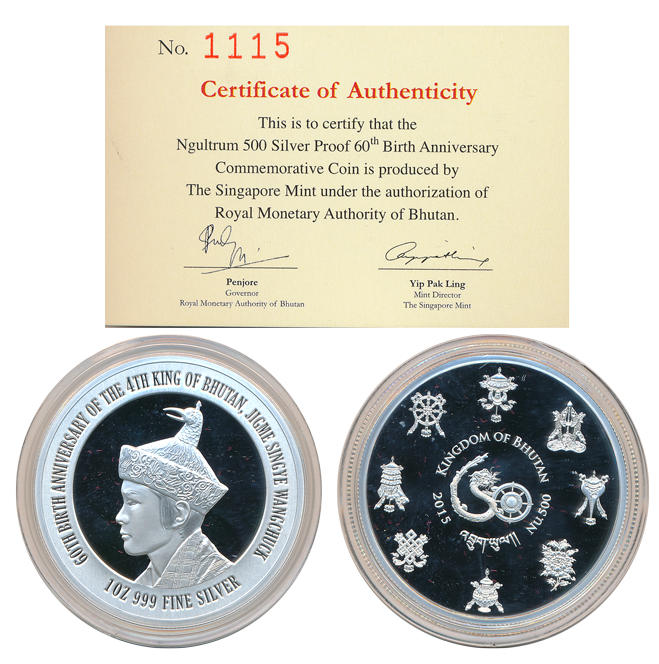 No. 1115
Certificate of Authenticity
This is to certify that the
Ngultrum 500 Silver Proof 60th Birth Anniversary
Commemorative Coin is produced by
The Singapore Mint under the authorization of
Royal Monetary Authority of Bhutan.
Penjore
Governor
Royal Monetary Authority of Bhutan
Yip Pak Ling
Mint Director
The Singapore Mint
60TH BIRTH ANNIVERSARY OF THE 4TH KING OF BHUTAN, JIGME SINGYE WANGCHUCK
1OZ 999 FINE SILVER
KINGDOM OF BHUTAN
2015
Nu.500
འབྲུག་ཡུལ།།